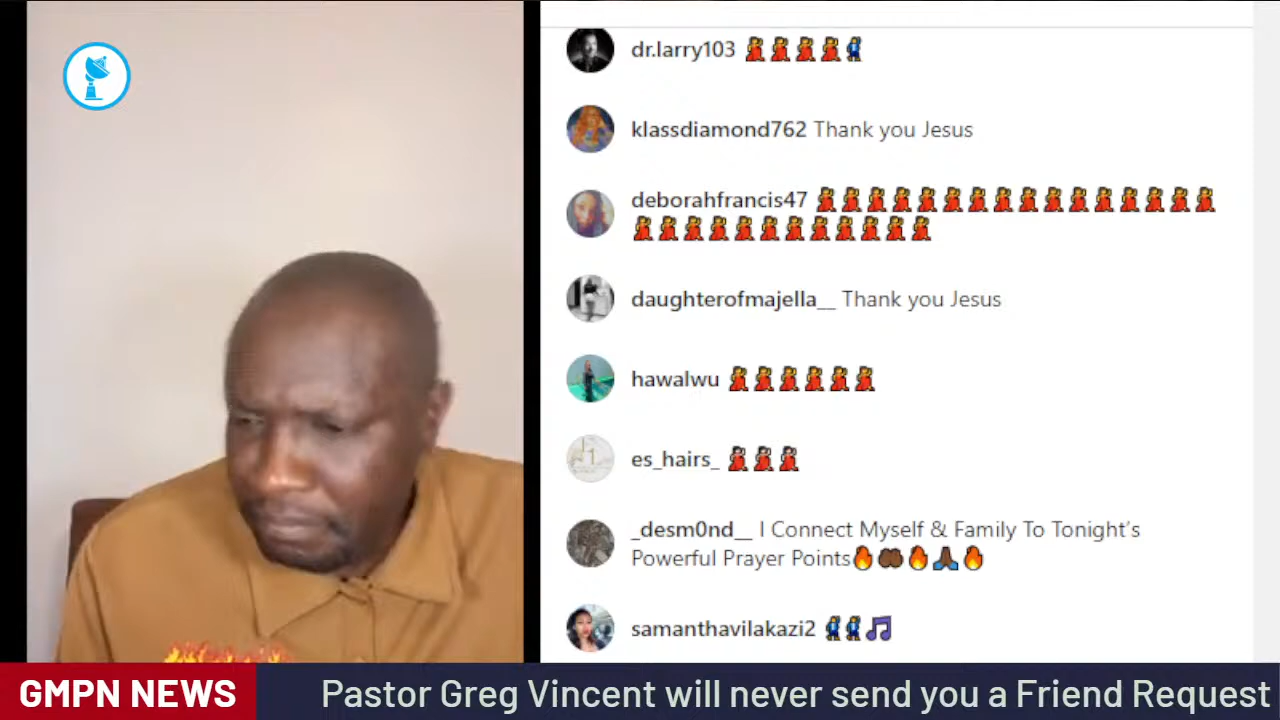 dr.larry103
klassdiamond762 Thank you Jesus
deborahfrancis47
daughterofmajella__ Thank you Jesus
hawalwu
es_hairs_
_desm0nd__ I Connect Myself & Family To Tonight's
Powerful Prayer Points
samanthavilakazi2
GMPN NEWS Pastor Greg Vincent will never send you a Friend Request